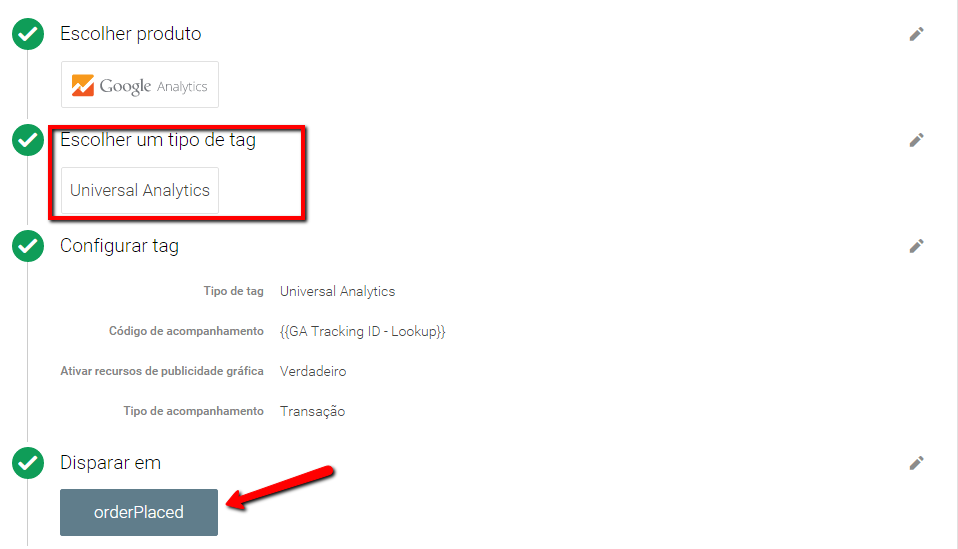 Escolher produto
Google Analytics
Escolher um tipo de tag
Universal Analytics
Configurar tag
Tipo de tag Universal Analytics
Código de acompanhamento {{GA Tracking ID - Lookup}}
Ativar recursos de publicidade gráfica Verdadeiro
Tipo de acompanhamento Transação
Disparar em
orderPlaced